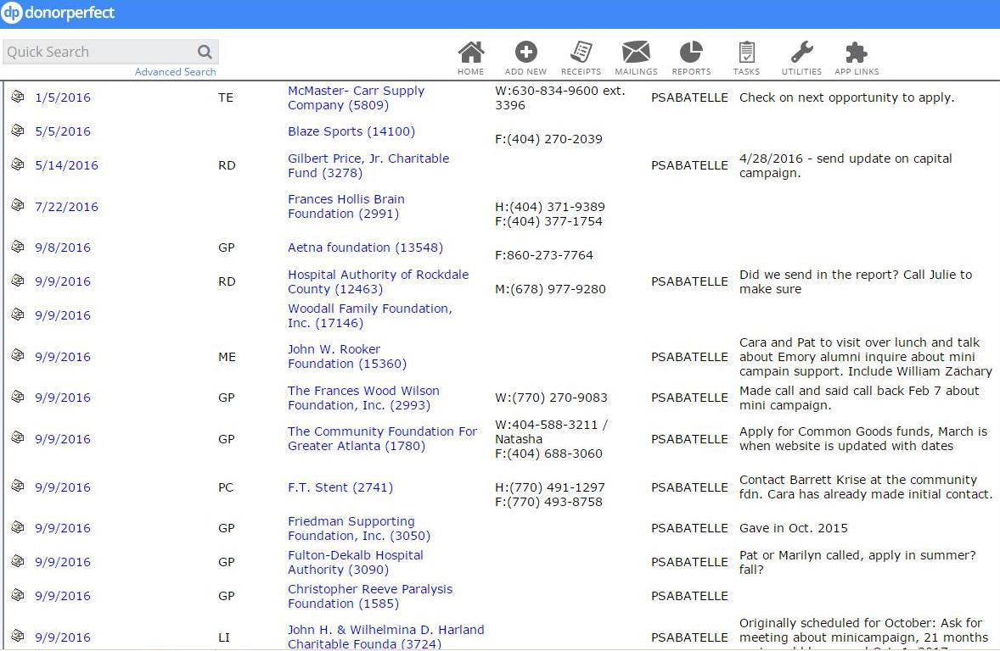 dp donorperfect
Quick Search
Advanced Search
HOME ADD NEW RECEIPTS MAILINGS REPORTS TASKS UTILITIES APP LINKS
1/5/2016 TE McMaster- Carr Supply Company (5809) W:630-834-9600 ext. 3396 PSABATELLE Check on next opportunity to apply.
5/5/2016 Blaze Sports (14100) F:(404) 270-2039
5/14/2016 RD Gilbert Price, Jr. Charitable Fund (3278) PSABATELLE 4/28/2016 - send update on capital campaign.
7/22/2016 Frances Hollis Brain Foundation (2991) H:(404) 371-9389 F:(404) 377-1754
9/8/2016 GP Aetna foundation (13548) F:860-273-7764
9/9/2016 RD Hospital Authority of Rockdale County (12463) M:(678) 977-9280 PSABATELLE Did we send in the report? Call Julie to make sure
9/9/2016 Woodall Family Foundation, Inc. (17146)
9/9/2016 ME John W. Rooker Foundation (15360) PSABATELLE Cara and Pat to visit over lunch and talk about Emory alumni inquire about mini campain support. Include William Zachary
9/9/2016 GP The Frances Wood Wilson Foundation, Inc. (2993) W:(770) 270-9083 PSABATELLE Made call and said call back Feb 7 about mini campaign.
9/9/2016 GP The Community Foundation For Greater Atlanta (1780) W:404-588-3211 / Natasha F:(404) 688-3060 PSABATELLE Apply for Common Goods funds, March is when website is updated with dates
9/9/2016 PC F.T. Stent (2741) H:(770) 491-1297 F:(770) 493-8758 PSABATELLE Contact Barrett Krise at the community fdn. Cara has already made initial contact.
9/9/2016 GP Friedman Supporting Foundation, Inc. (3050) PSABATELLE Gave in Oct. 2015
9/9/2016 GP Fulton-Dekalb Hospital Authority (3090) PSABATELLE Pat or Marilyn called, apply in summer? fall?
9/9/2016 GP Christopher Reeve Paralysis Foundation (1585) PSABATELLE
9/9/2016 LI John H. & Wilhelmina D. Harland Charitable Founda (3724) PSABATELLE Originally scheduled for October: Ask for meeting about minicampaign, 21 months